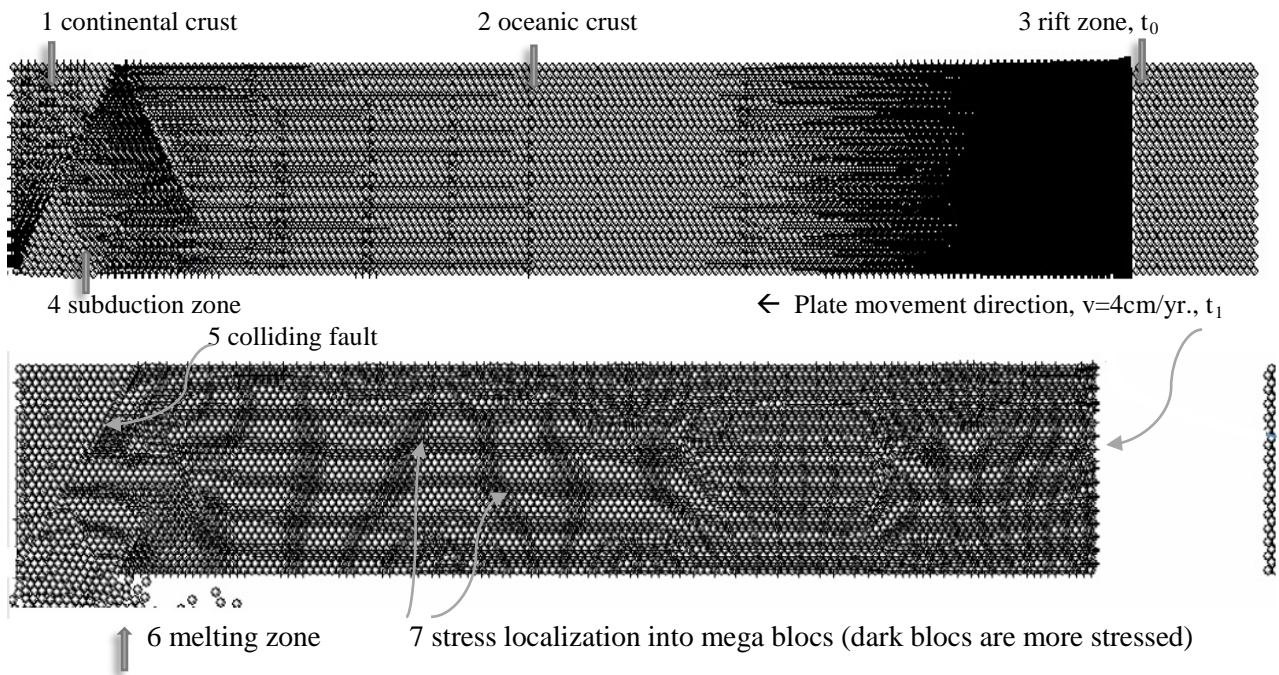 1 continental crust
2 oceanic crust
3 rift zone, t₀
4 subduction zone
← Plate movement direction, v=4cm/yr., t₁
5 colliding fault
6 melting zone
7 stress localization into mega blocs (dark blocs are more stressed)